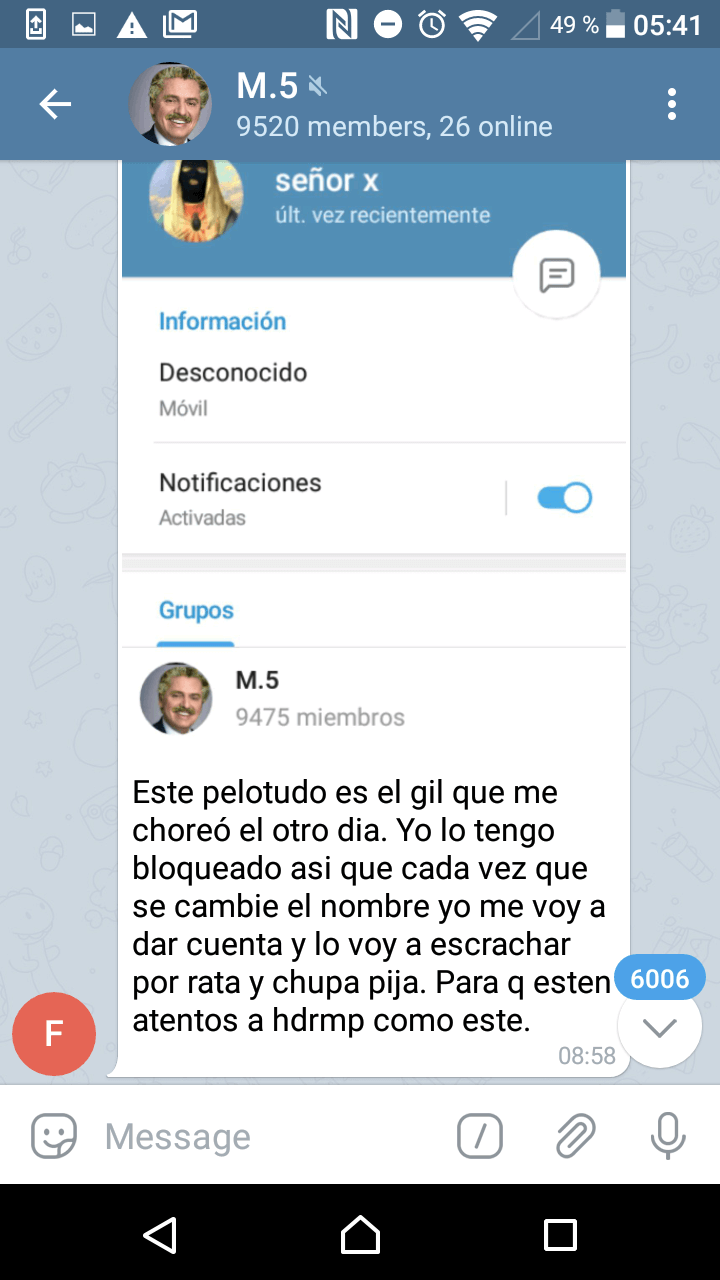 49 % 05:41
M.5
9520 members, 26 online
señor x
últ. vez recientemente
Información
Desconocido
Móvil
Notificaciones
Activadas
Grupos
M.5
9475 miembros
Este pelotudo es el gil que me
choreó el otro dia. Yo lo tengo
bloqueado asi que cada vez que
se cambie el nombre yo me voy a
dar cuenta y lo voy a escrachar
por rata y chupa pija. Para q esten
atentos a hdrmp como este.
08:58
6006
F
Message